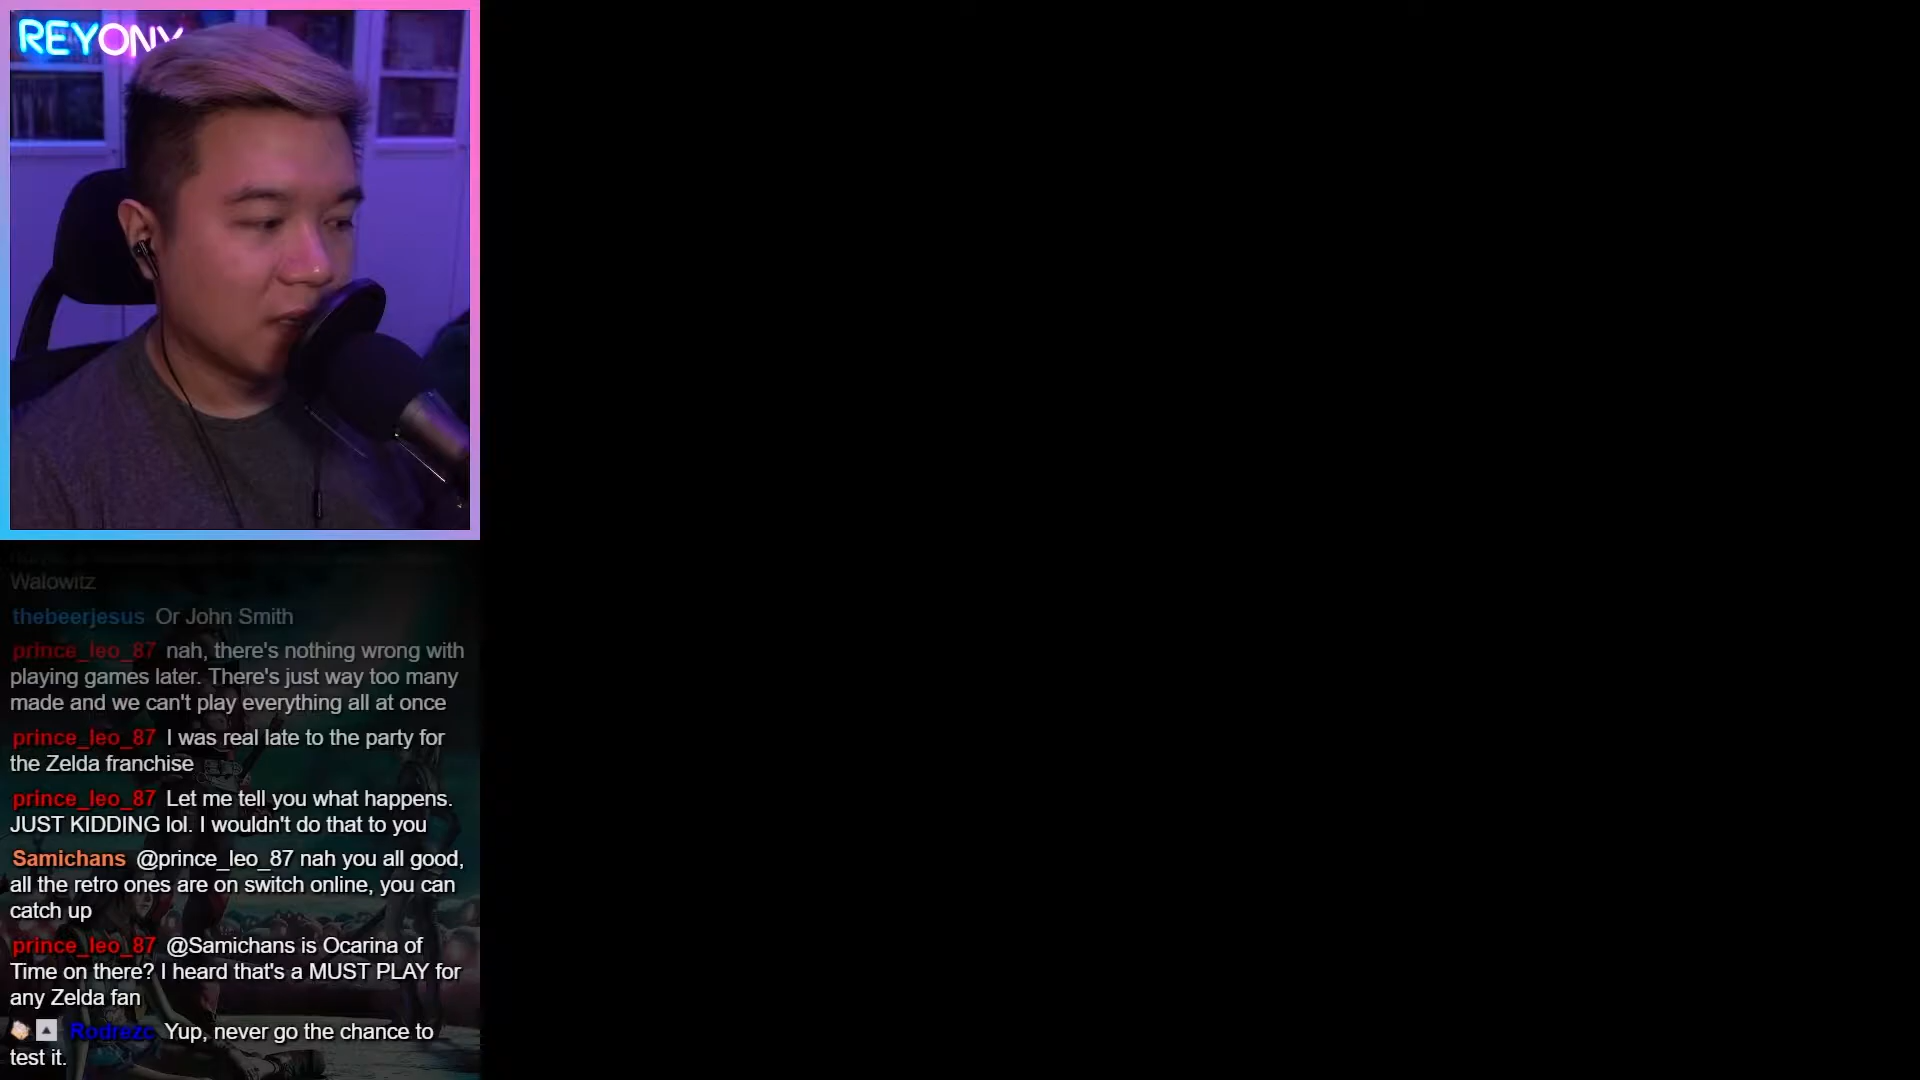 REYONY
Walowitz
thebeerjesus Or John Smith
prince_leo_87 nah, there's nothing wrong with
playing games later. There's just way too many
made and we can't play everything all at once
prince_leo_87 I was real late to the party for
the Zelda franchise
prince_leo_87 Let me tell you what happens.
JUST KIDDING lol. I wouldn't do that to you
Samichans @prince_leo_87 nah you all good,
all the retro ones are on switch online, you can
catch up
prince_leo_87 @Samichans is Ocarina of
Time on there? I heard that's a MUST PLAY for
any Zelda fan
Rodrezc Yup, never go the chance to
test it.